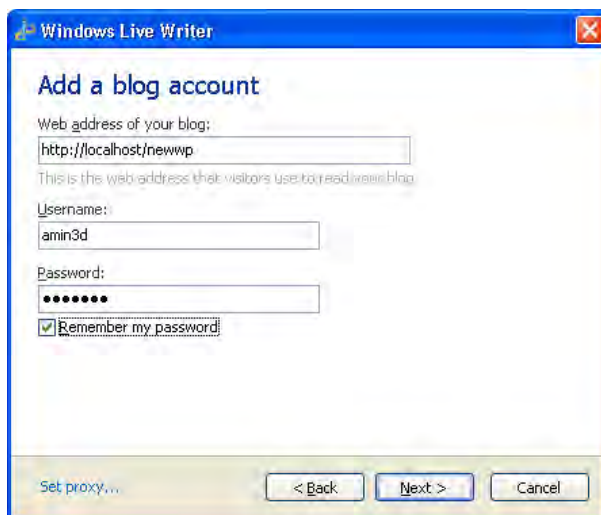 Windows Live Writer
Add a blog account
Web address of your blog:
http://localhost/newwp
This is the web address that visitors use to read your blog
Username:
amin3d
Password:
●●●●●●●
Remember my password
Set proxy...
< Back
Next >
Cancel